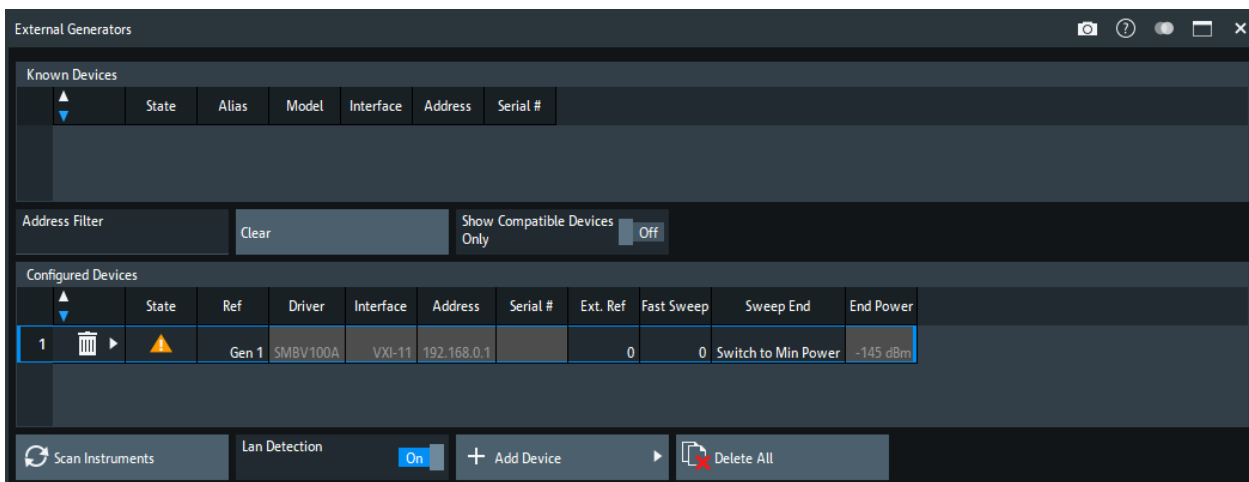 External Generators
Known Devices
State Alias Model Interface Address Serial #
Address Filter
Clear
Show Compatible Devices
Only
Off
Configured Devices
State Ref Driver Interface Address Serial # Ext. Ref Fast Sweep Sweep End End Power
1 Gen 1 SMBV100A VXI-11 192.168.0.1 0 0 Switch to Min Power -145 dBm
Scan Instruments
Lan Detection
On
Add Device
Delete All